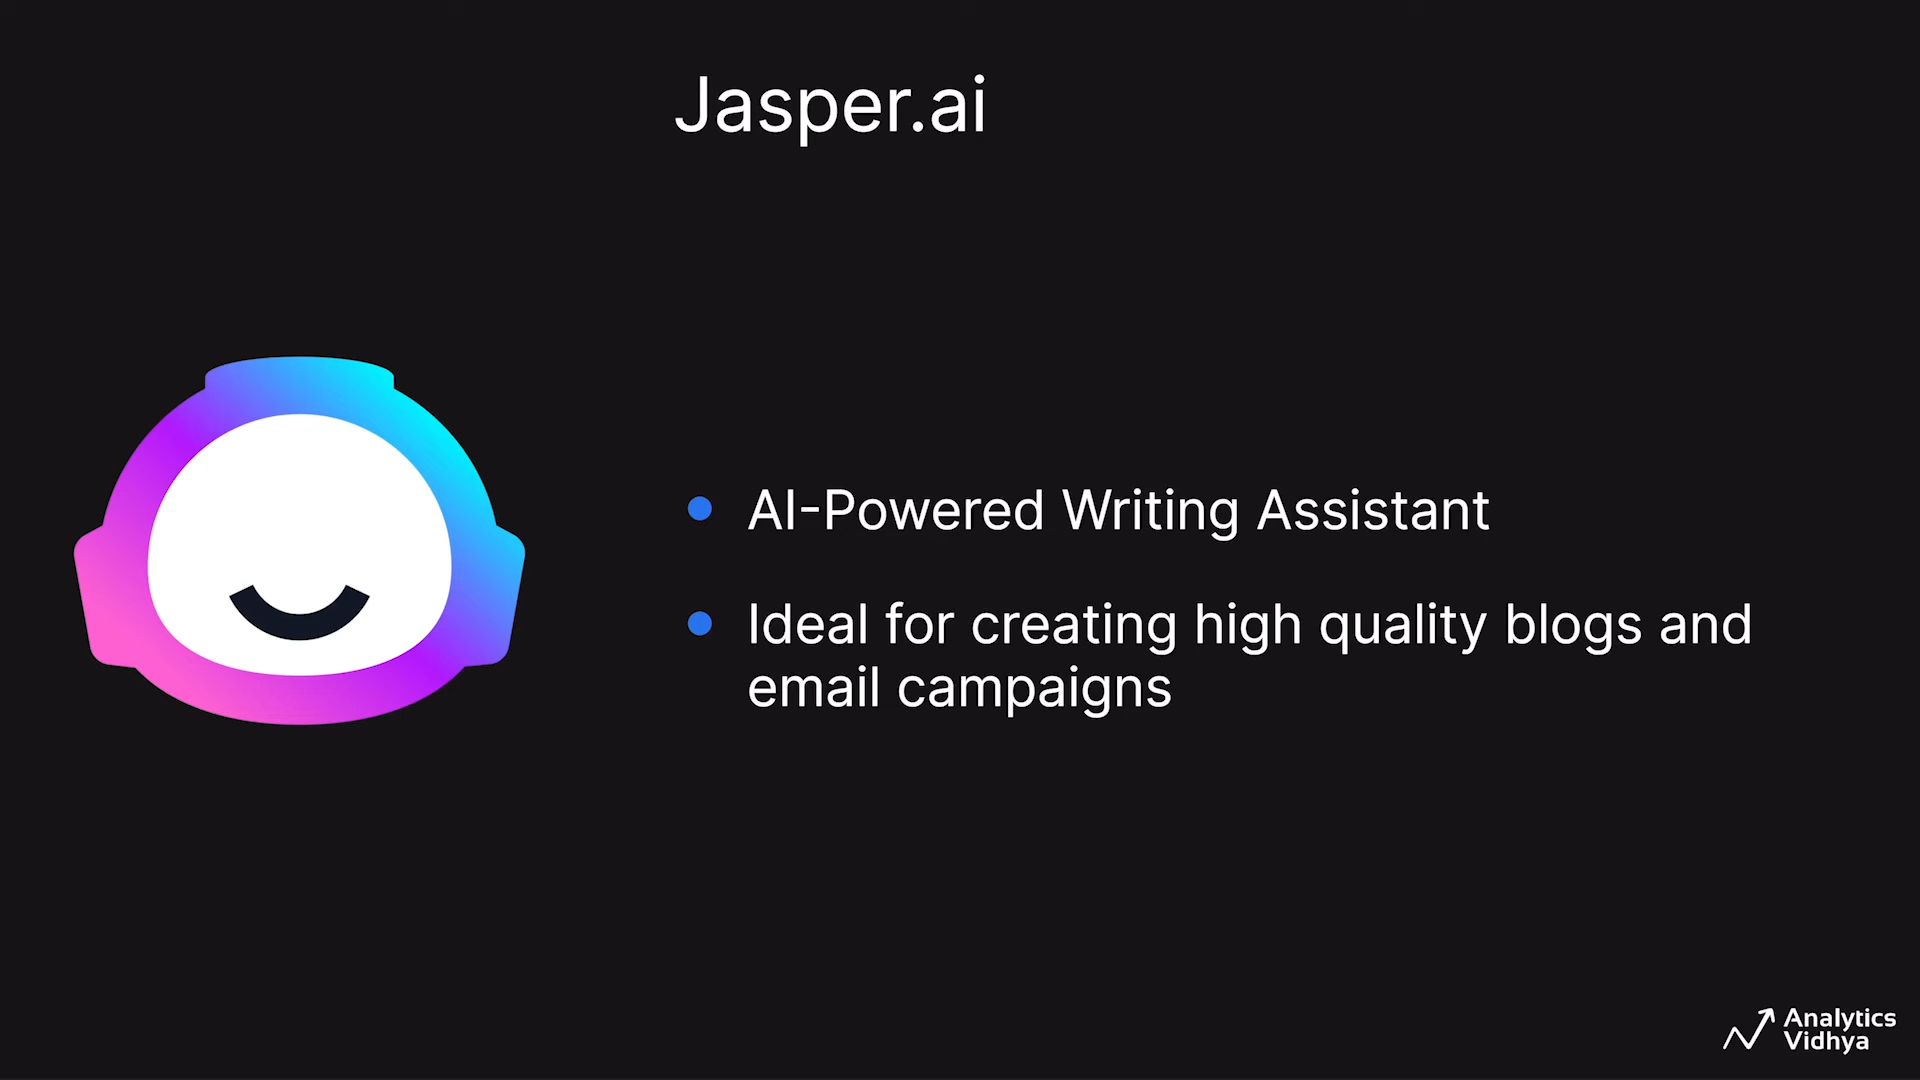 Jasper.ai
AI-Powered Writing Assistant
Ideal for creating high quality blogs and
email campaigns
Analytics
Vidhya